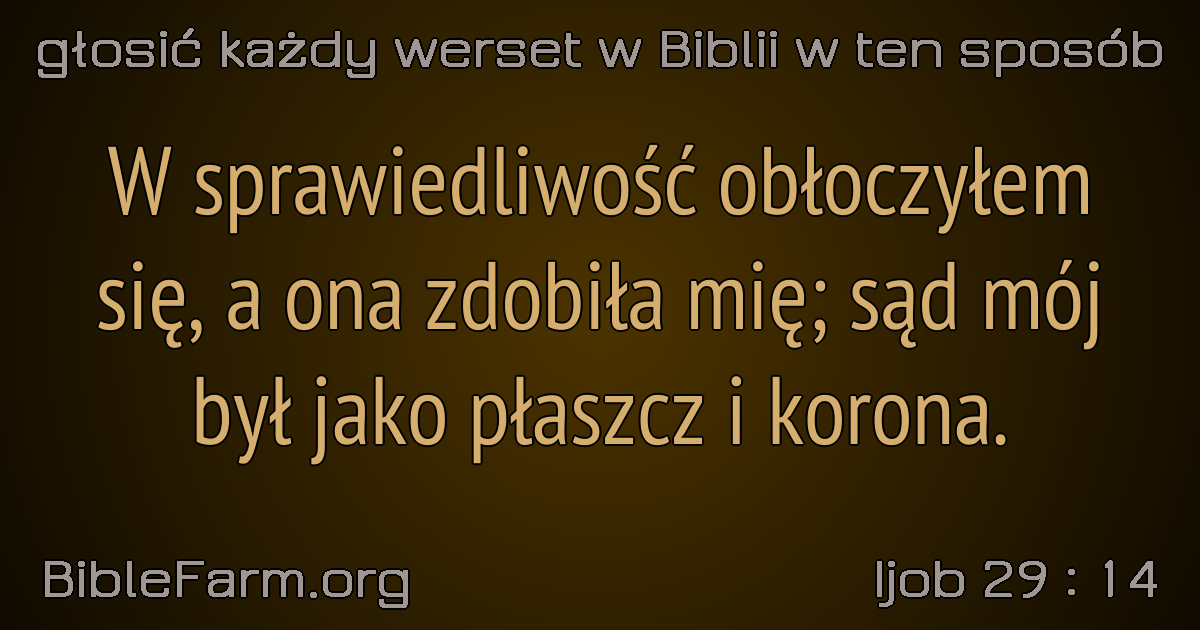 głosić każdy werset w Biblii w ten sposób
W sprawiedliwość obłoczyłem
się, a ona zdobiła mię; sąd mój
był jako płaszcz i korona.
BibleFarm.org
Ijob 29 : 14